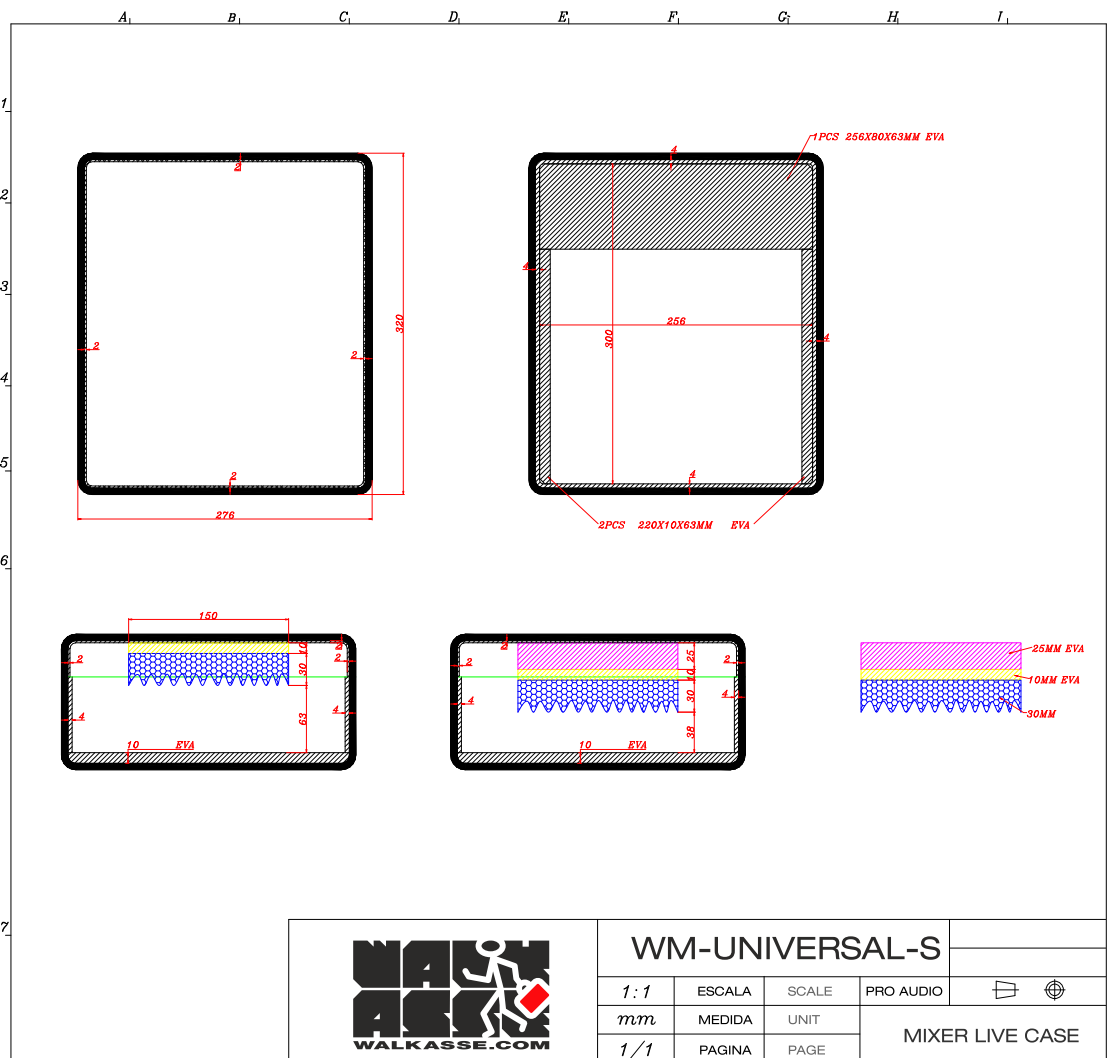 A B C D E F G H I
1
2
3
4
5
6
7
2
2
2
2
320
276
1PCS 256X80X63MM EVA
4
4
4
4
256
300
2PCS 220X10X63MM EVA
150
10
30
63
2
2
2
4
4
10 EVA
25
10
30
38
2
2
2
4
4
10 EVA
25MM EVA
10MM EVA
30MM
WALK
ASSE
WALKASSE.COM
WM-UNIVERSAL-S
1:1 ESCALA SCALE PRO AUDIO
mm MEDIDA UNIT
MIXER LIVE CASE
1/1 PAGINA PAGE